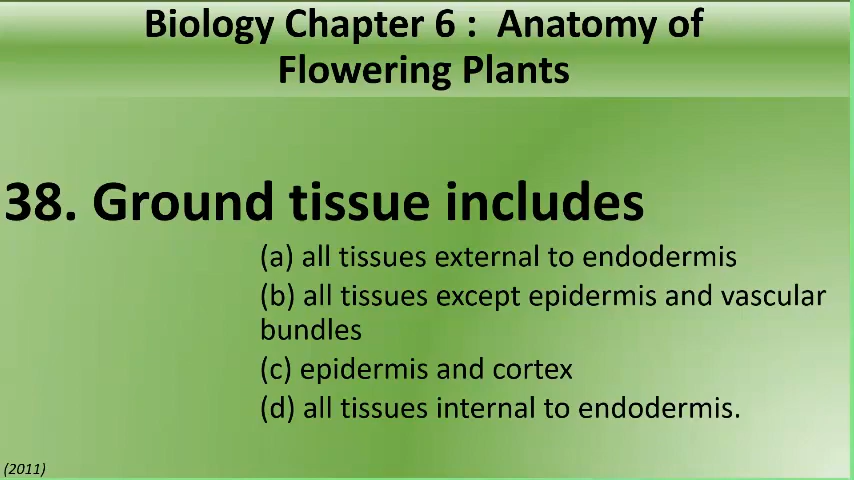 Biology Chapter 6 : Anatomy of
Flowering Plants
38. Ground tissue includes
(a) all tissues external to endodermis
(b) all tissues except epidermis and vascular
bundles
(c) epidermis and cortex
(d) all tissues internal to endodermis.
(2011)